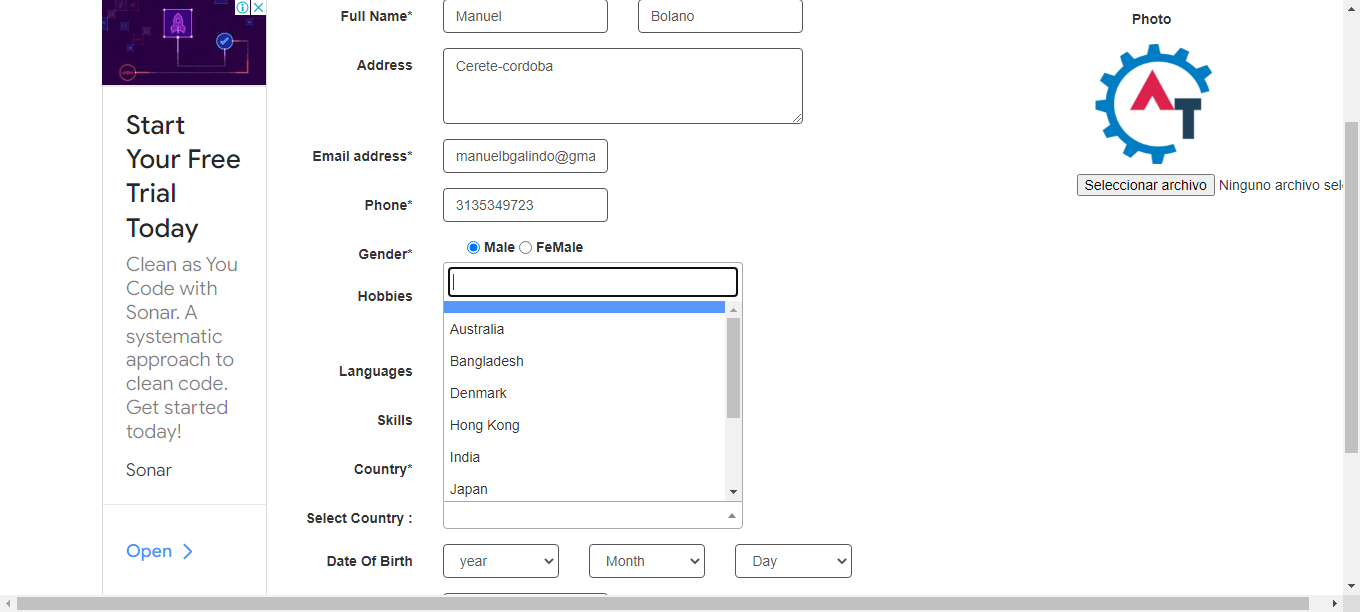 Full Name*
Manuel
Bolano
Photo
Address
Cerete-cordoba
AT
Email address*
manuelbgalindo@gma
Seleccionar archivo
Ninguno archivo sel
Phone*
3135349723
Gender*
Male
FeMale
Hobbies
Australia
Bangladesh
Denmark
Hong Kong
India
Japan
Languages
Skills
Country*
Select Country :
Date Of Birth
year
Month
Day
Start
Your Free
Trial
Today
Clean as You
Code with
Sonar. A
systematic
approach to
clean code.
Get started
today!
Sonar
Open